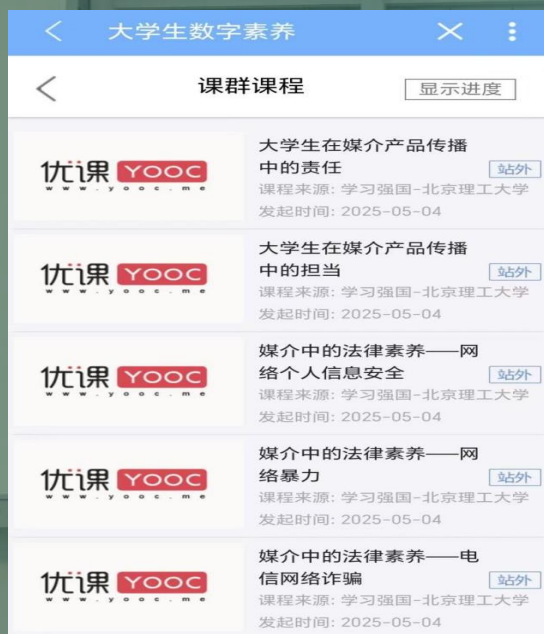 大学生数字素养
课群课程
显示进度
优课 YOOC
www.yooc.me
大学生在媒介产品传播
中的责任
站外
课程来源: 学习强国-北京理工大学
发起时间: 2025-05-04
优课 YOOC
www.yooc.me
大学生在媒介产品传播
中的担当
站外
课程来源: 学习强国-北京理工大学
发起时间: 2025-05-04
优课 YOOC
www.yooc.me
媒介中的法律素养——网
络个人信息安全
站外
课程来源: 学习强国-北京理工大学
发起时间: 2025-05-04
优课 YOOC
www.yooc.me
媒介中的法律素养——网
络暴力
站外
课程来源: 学习强国-北京理工大学
发起时间: 2025-05-04
优课 YOOC
www.yooc.me
媒介中的法律素养——电
信网络诈骗
站外
课程来源: 学习强国-北京理工大学
发起时间: 2025-05-04